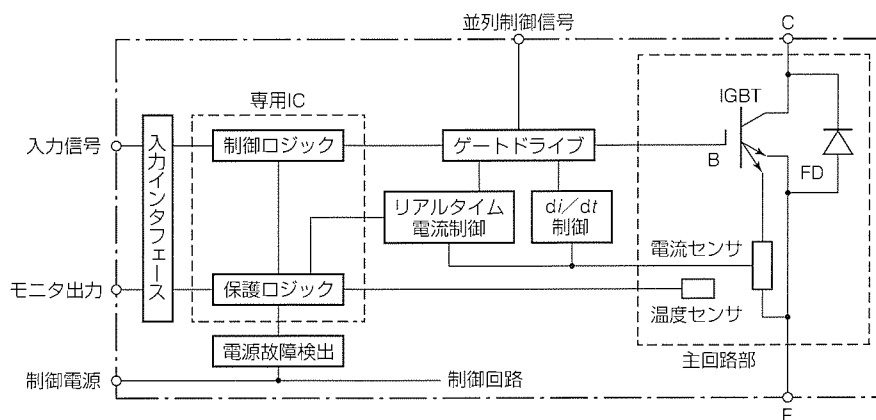 並列制御信号
C
専用IC
IGBT
入力信号
入力インタフェース
制御ロジック
ゲートドライブ
B
FD
リアルタイム
電流制御
di/dt
制御
電流センサ
モニタ出力
保護ロジック
温度センサ
電源故障検出
主回路部
制御電源
制御回路
E